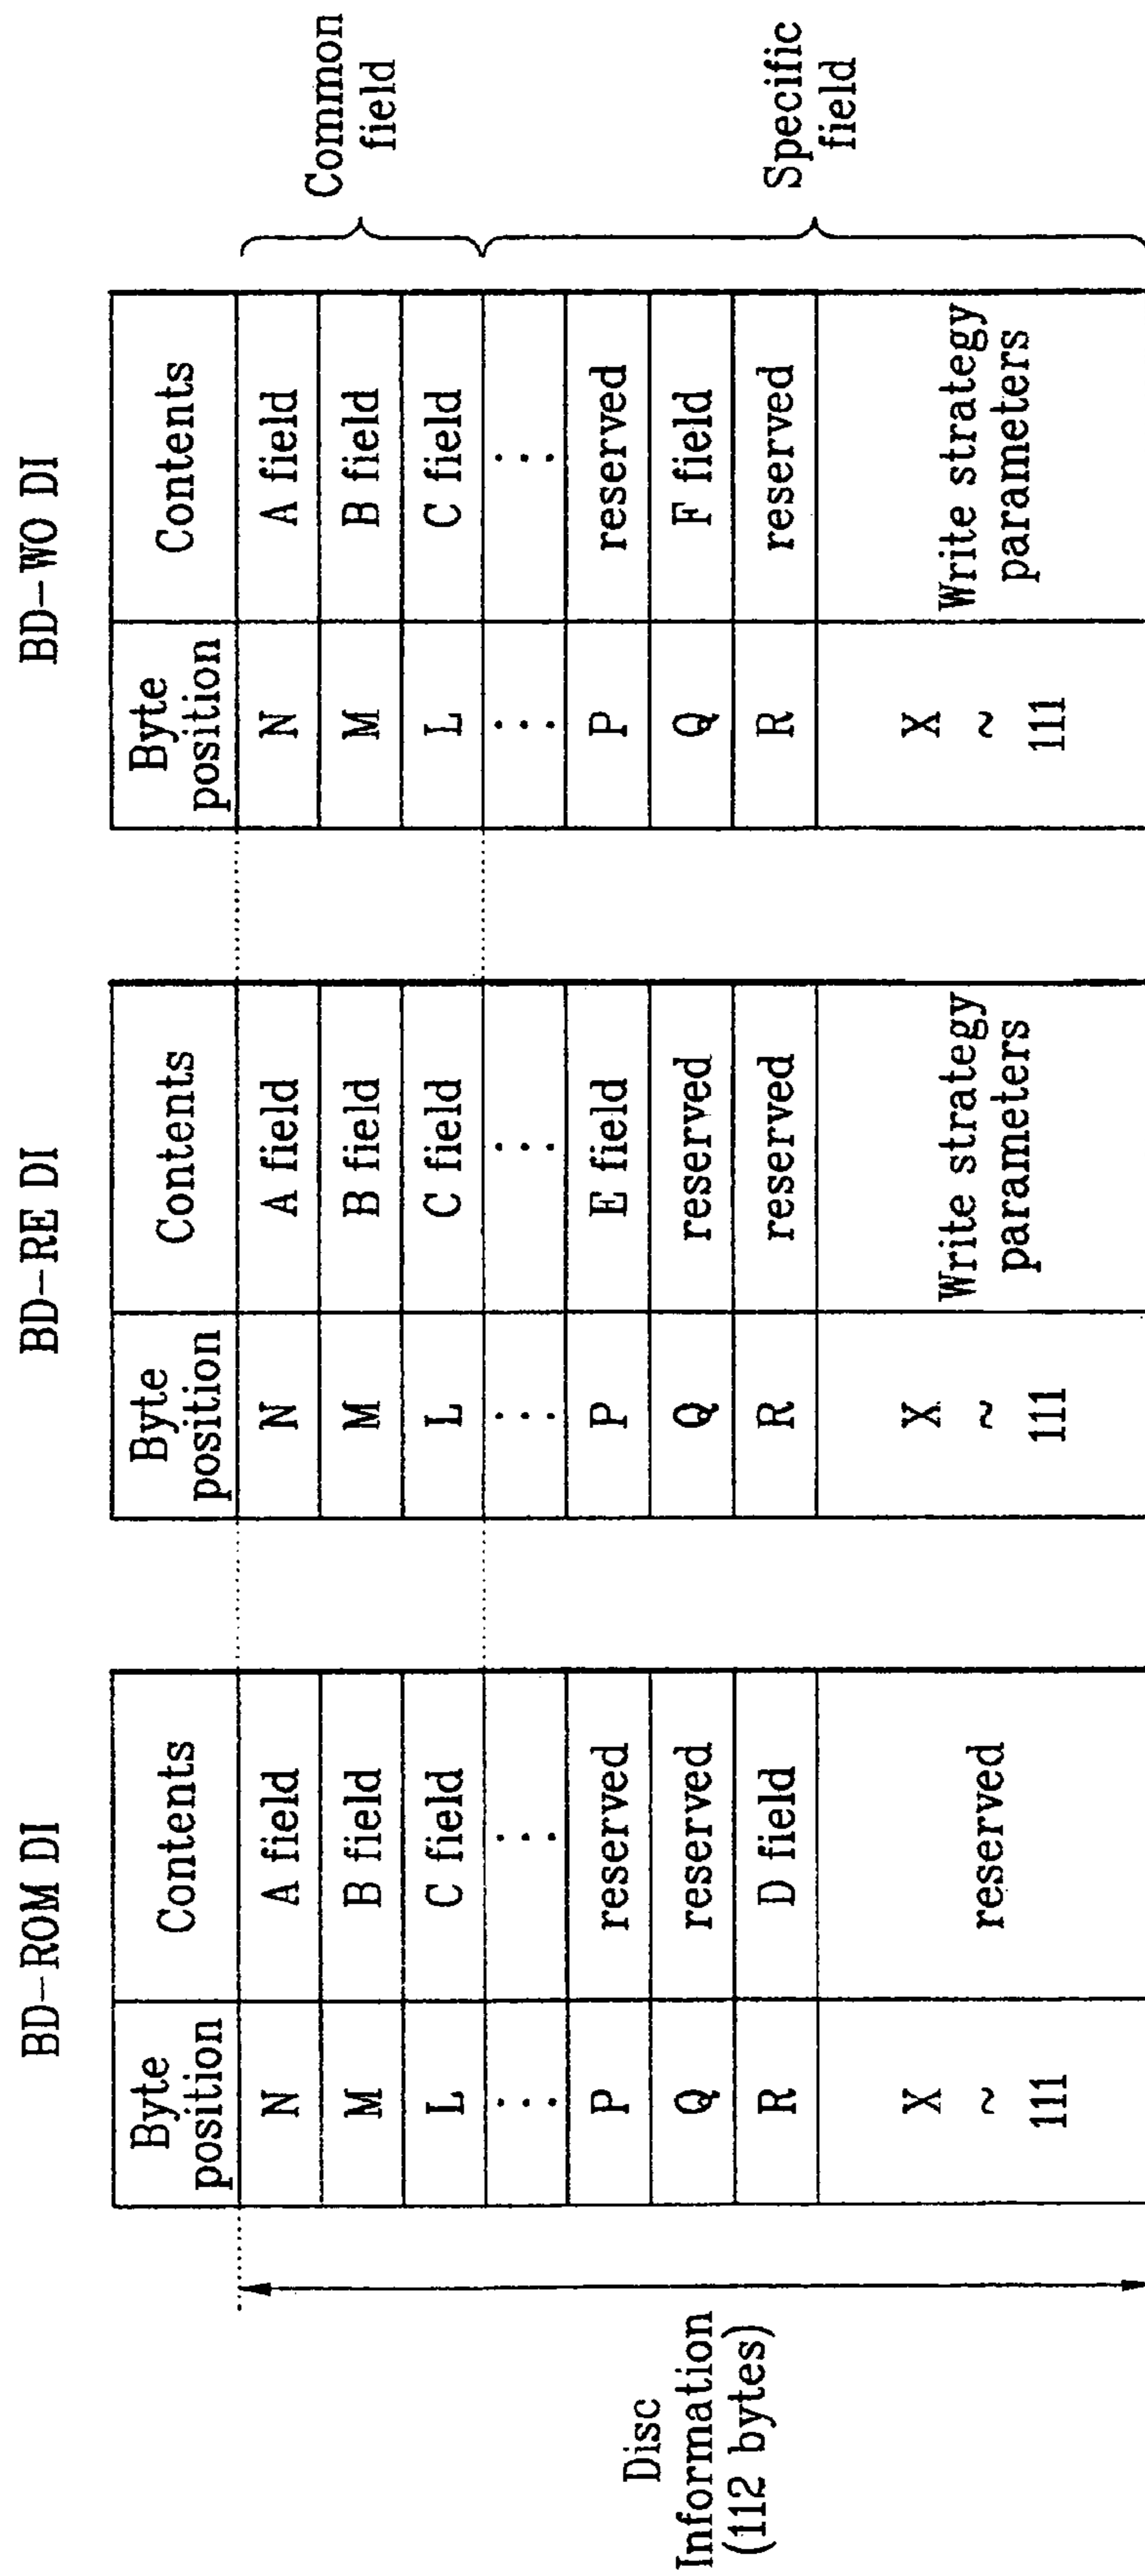 BD-ROM DI
Byte
position
Contents
N
A field
M
B field
L
C field
...
...
P
reserved
Q
reserved
R
D field
X
~
111
reserved
Disc
Information
(112 bytes)
BD-RE DI
Byte
position
Contents
N
A field
M
B field
L
C field
...
...
P
E field
Q
reserved
R
reserved
X
~
111
Write strategy
parameters
BD-WO DI
Byte
position
Contents
N
A field
M
B field
L
C field
...
...
P
reserved
Q
F field
R
reserved
X
~
111
Write strategy
parameters
Common
field
Specific
field